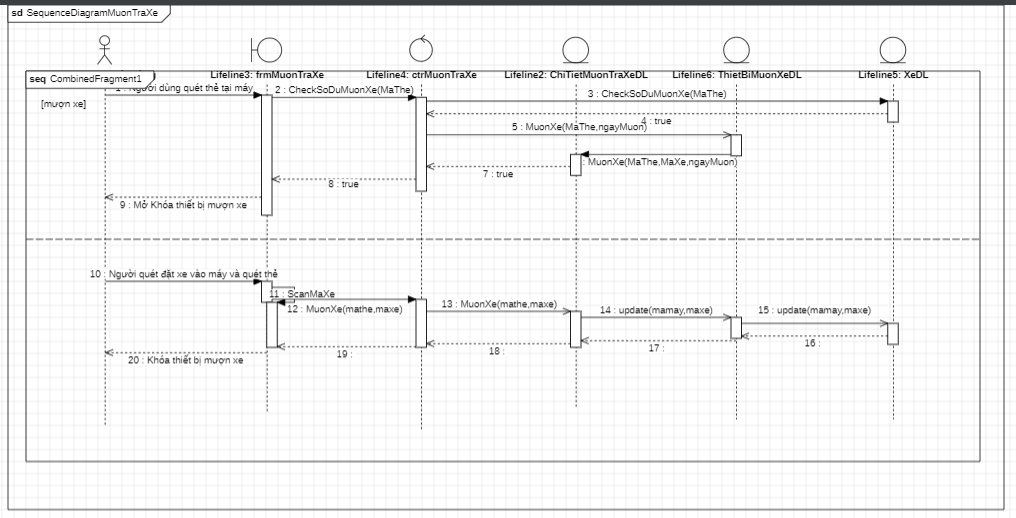 sd SequenceDiagramMuonTraXe
seq CombinedFragment1
Lifeline3: frmMuonTraXe
Lifeline4: ctrMuonTraXe
Lifeline2: ChiTietMuonTraXeDL
Lifeline6: ThietBiMuonXeDL
Lifeline5: XeDL
[mượn xe]
1 : Người dùng quét thẻ tại máy
2 : CheckSoDuMuonXe(MaThe)
3 : CheckSoDuMuonXe(MaThe)
4 : true
5 : MuonXe(MaThe,ngayMuon)
: MuonXe(MaThe,MaXe,ngayMuon)
7 : true
8 : true
9 : Mở Khóa thiết bị mượn xe
10 : Người quét đặt xe vào máy và quét thẻ
11 : ScanMaXe
12 : MuonXe(mathe,maxe)
13 : MuonXe(mathe,maxe)
14 : update(mamay,maxe)
15 : update(mamay,maxe)
16 :
17 :
18 :
19 :
20 : Khóa thiết bị mượn xe